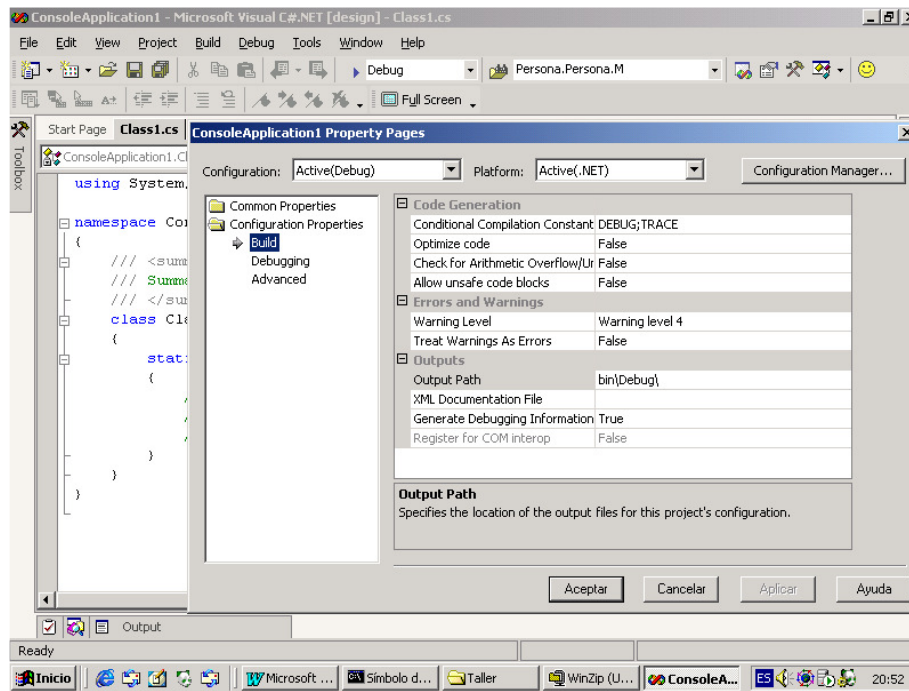 ConsoleApplication1 - Microsoft Visual C#.NET [design] - Class1.cs
File Edit View Project Build Debug Tools Window Help
Debug Persona.Persona.M
Full Screen
Toolbox
Start Page Class1.cs
ConsoleApplication1.Cl
using System
namespace Con
{
/// <summ
/// Summa
/// </sum
class Cla
{
stati
{
}
}
}
ConsoleApplication1 Property Pages
Configuration: Active(Debug) Platform: Active(.NET) Configuration Manager...
Common Properties
Configuration Properties
Build
Debugging
Advanced
Code Generation
Conditional Compilation Constant DEBUG;TRACE
Optimize code False
Check for Arithmetic Overflow/Ur False
Allow unsafe code blocks False
Errors and Warnings
Warning Level Warning level 4
Treat Warnings As Errors False
Outputs
Output Path bin\Debug\
XML Documentation File
Generate Debugging Information True
Register for COM interop False
Output Path
Specifies the location of the output files for this project's configuration.
Aceptar Cancelar Aplicar Ayuda
Output
Ready
Inicio Microsoft ... Símbolo d... Taller WinZip (U... ConsoleA... ES 20:52